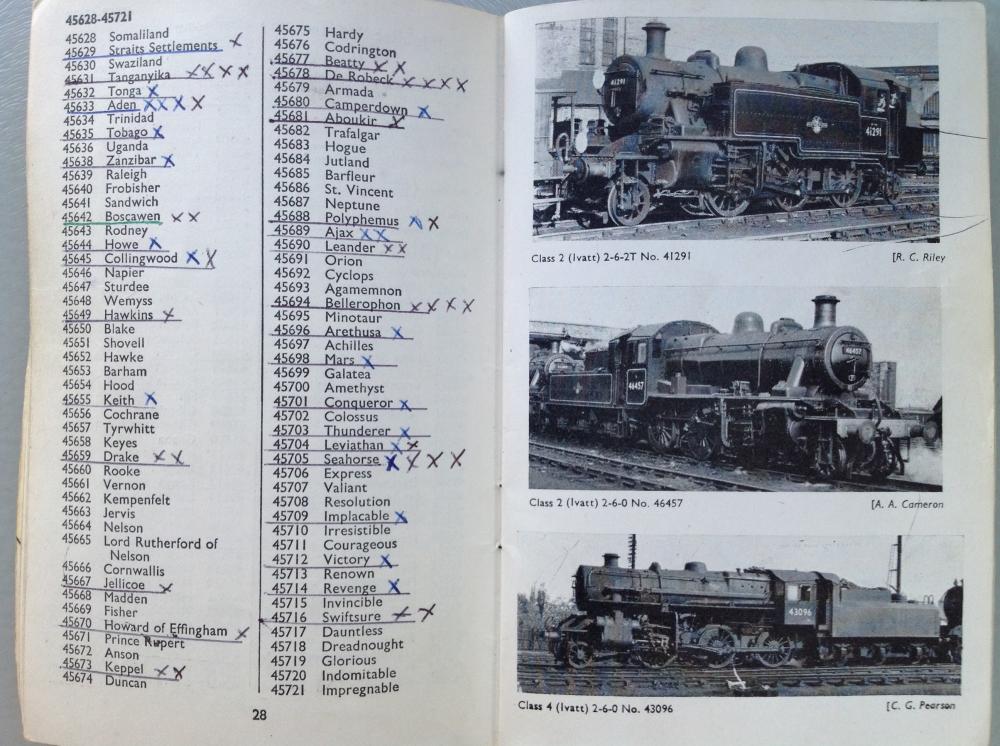 45628-45721
45628 Somaliland
45629 Straits Settlements X
45630 Swaziland
45631 Tanganyika X X X X
45632 Tonga X
45633 Aden X X X X
45634 Trinidad
45635 Tobago X
45636 Uganda
45638 Zanzibar X
45639 Raleigh
45640 Frobisher
45641 Sandwich
45642 Boscawen X X
45643 Rodney
45644 Howe X
45645 Collingwood X X
45646 Napier
45647 Sturdee
45648 Wemyss
45649 Hawkins X
45650 Blake
45651 Shovell
45652 Hawke
45653 Barham
45654 Hood
45655 Keith X
45656 Cochrane
45657 Tyrwhitt
45658 Keyes
45659 Drake X X
45660 Rooke
45661 Vernon
45662 Kempenfelt
45663 Jervis
45664 Nelson
45665 Lord Rutherford of
Nelson
45666 Cornwallis
45667 Jellicoe X
45668 Madden
45669 Fisher
45670 Howard of Effingham X
45671 Prince Rupert
45672 Anson
45673 Keppel X X
45674 Duncan
45675 Hardy
45676 Codrington
45677 Beatty X X
45678 De Robeck X X X X
45679 Armada
45680 Camperdown X
45681 Aboukir X
45682 Trafalgar
45683 Hogue
45684 Jutland
45685 Barfleur
45686 St. Vincent
45687 Neptune
45688 Polyphemus X X
45689 Ajax X X
45690 Leander X X
45691 Orion
45692 Cyclops
45693 Agamemnon
45694 Bellerophon X X X X
45695 Minotaur
45696 Arethusa X
45697 Achilles
45698 Mars X
45699 Galatea
45700 Amethyst
45701 Conqueror X
45702 Colossus
45703 Thunderer X
45704 Leviathan X X
45705 Seahorse X X X X
45706 Express
45707 Valiant
45708 Resolution
45709 Implacable X
45710 Irresistible
45711 Courageous
45712 Victory X
45713 Renown
45714 Revenge X
45715 Invincible
45716 Swiftsure X X
45717 Dauntless
45718 Dreadnought
45719 Glorious
45720 Indomitable
45721 Impregnable
28
41291
41291
Class 2 (Ivatt) 2-6-2T No. 41291 [R. C. Riley
46457
46457
Class 2 (Ivatt) 2-6-0 No. 46457 [A. A. Cameron
43096
Class 4 (Ivatt) 2-6-0 No. 43096 [C. G. Pearson